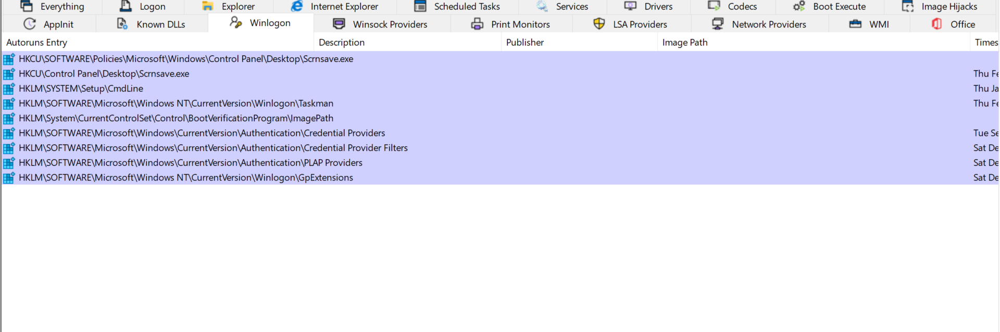 Everything Logon Explorer Internet Explorer Scheduled Tasks Services Drivers Codecs Boot Execute Image Hijacks
AppInit Known DLLs Winlogon Winsock Providers Print Monitors LSA Providers Network Providers WMI Office
Autoruns Entry Description Publisher Image Path Times
HKCU\SOFTWARE\Policies\Microsoft\Windows\Control Panel\Desktop\Scrnsave.exe
HKCU\Control Panel\Desktop\Scrnsave.exe Thu Fe
HKLM\SYSTEM\Setup\CmdLine Thu Ja
HKLM\SOFTWARE\Microsoft\Windows NT\CurrentVersion\Winlogon\Taskman Thu Fe
HKLM\System\CurrentControlSet\Control\BootVerificationProgram\ImagePath
HKLM\SOFTWARE\Microsoft\Windows\CurrentVersion\Authentication\Credential Providers Tue Se
HKLM\SOFTWARE\Microsoft\Windows\CurrentVersion\Authentication\Credential Provider Filters Sat De
HKLM\SOFTWARE\Microsoft\Windows\CurrentVersion\Authentication\PLAP Providers Sat De
HKLM\SOFTWARE\Microsoft\Windows NT\CurrentVersion\Winlogon\GpExtensions Sat De